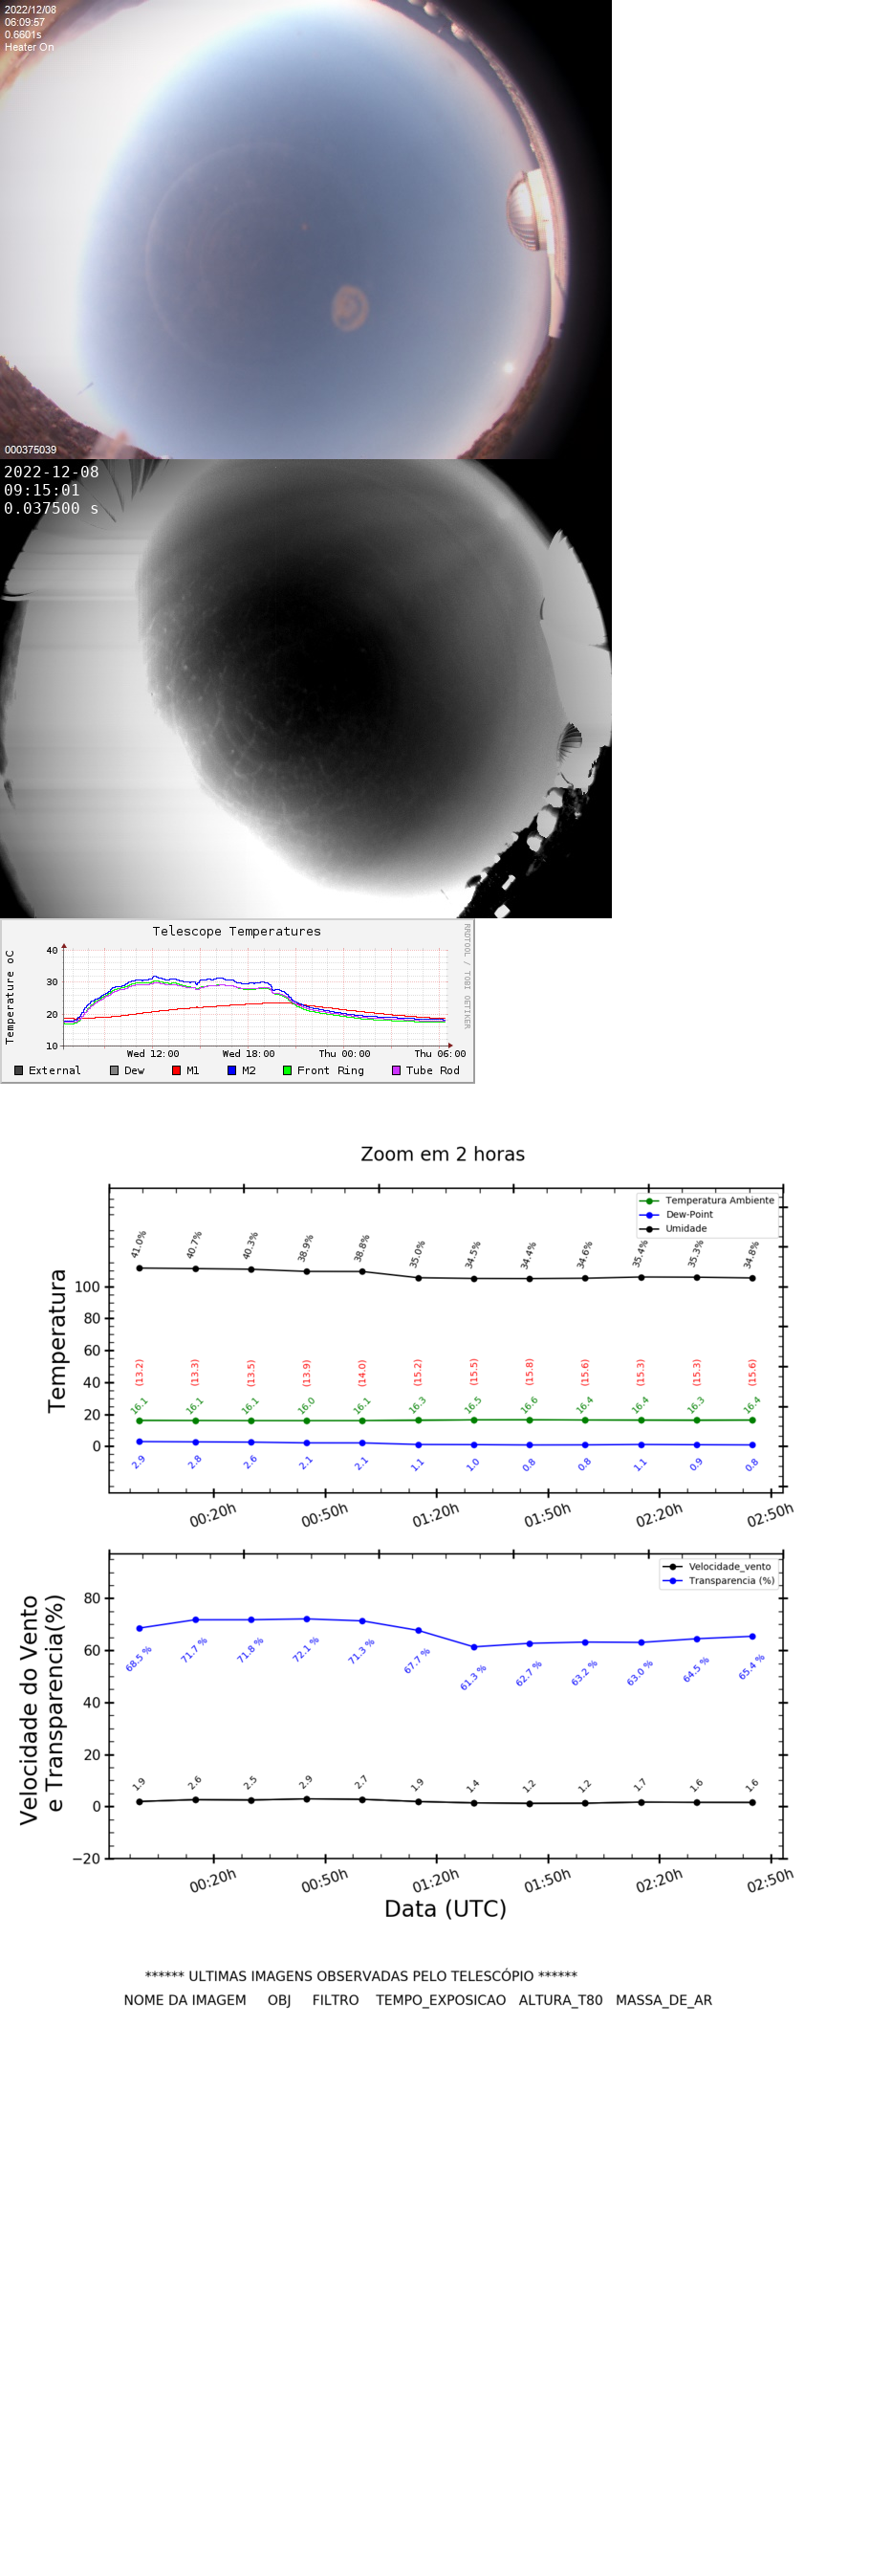 2022/12/08
06:09:57
0.6601s
Heater On
000375039
2022-12-08
09:15:01
0.037500 s
Telescope Temperatures
RRDTOOL / TOBI OETIKER
Temperature oC
40
30
20
10
Wed 12:00 Wed 18:00 Thu 00:00 Thu 06:00
External Dew M1 M2 Front Ring Tube Rod
Zoom em 2 horas
Temperatura Ambiente
Dew-Point
Umidade
41.0% 40.7% 40.3% 38.9% 38.8% 35.0% 34.5% 34.4% 34.6% 35.4% 35.3% 34.8%
Temperatura
100
80
60
40
20
0
(13.2) (13.3) (13.5) (13.9) (14.0) (15.2) (15.5) (15.8) (15.6) (15.3) (15.3) (15.6)
16.1 16.1 16.1 16.0 16.1 16.3 16.5 16.6 16.4 16.4 16.3 16.4
2.9 2.8 2.6 2.1 2.1 1.1 1.0 0.8 0.8 1.1 0.9 0.8
00:20h 00:50h 01:20h 01:50h 02:20h 02:50h
Velocidade_vento
Transparencia (%)
Velocidade do Vento
e Transparencia(%)
80
60
40
20
0
−20
68.5 % 71.7 % 71.8 % 72.1 % 71.3 % 67.7 % 61.3 % 62.7 % 63.2 % 63.0 % 64.5 % 65.4 %
1.9 2.6 2.5 2.9 2.7 1.9 1.4 1.2 1.2 1.7 1.6 1.6
00:20h 00:50h 01:20h 01:50h 02:20h 02:50h
Data (UTC)
****** ULTIMAS IMAGENS OBSERVADAS PELO TELESCÓPIO ******
NOME DA IMAGEM OBJ FILTRO TEMPO_EXPOSICAO ALTURA_T80 MASSA_DE_AR